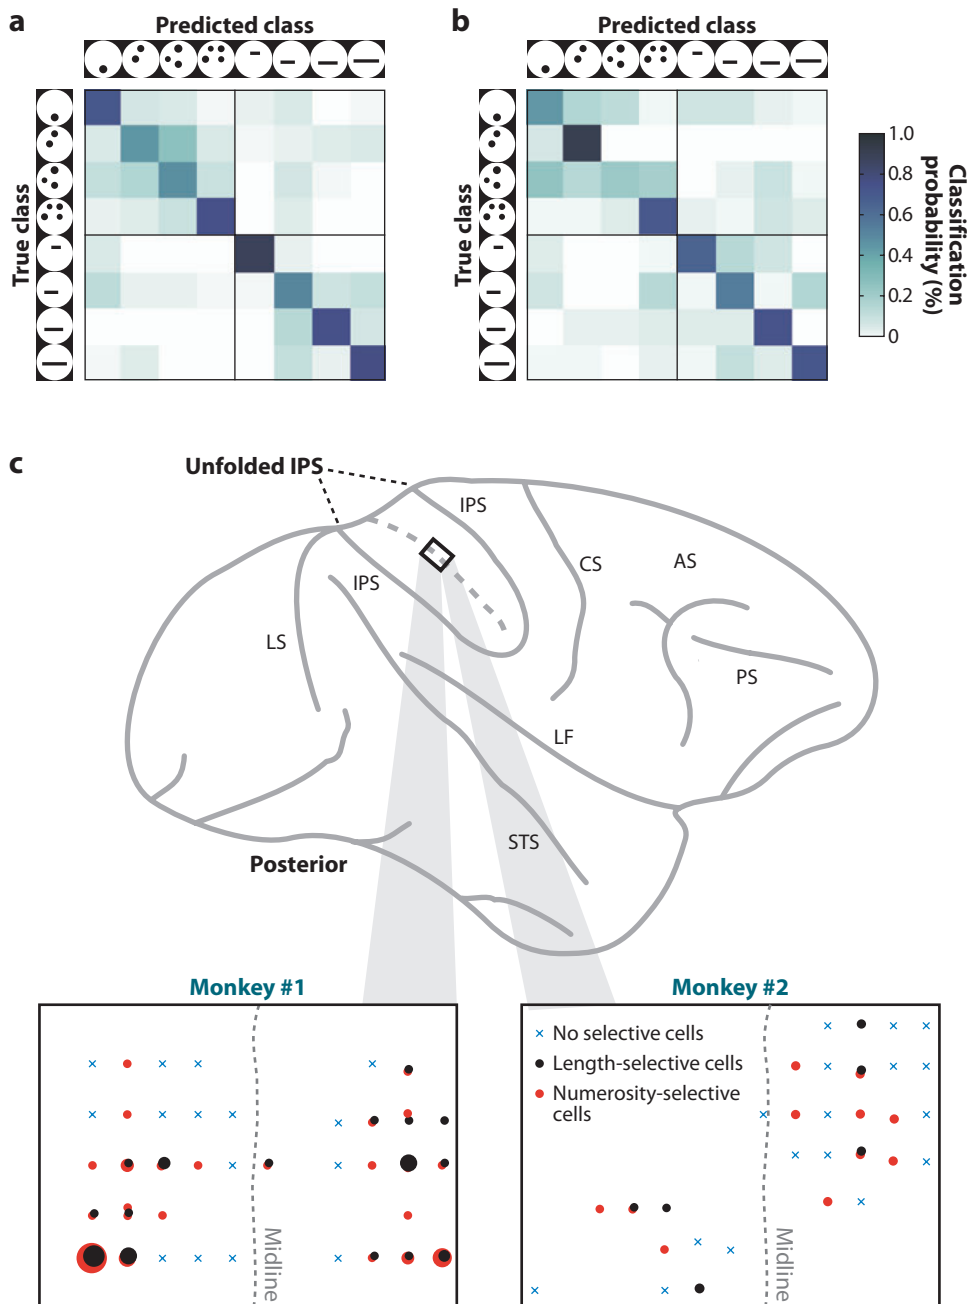 a
Predicted class
True class
b
Predicted class
True class
1.0
0.8
0.6
0.4
0.2
0
Classification
probability (%)
c
Unfolded IPS
IPS
IPS
CS
AS
LS
PS
LF
STS
Posterior
Monkey #1
Midline
Monkey #2
No selective cells
Length-selective cells
Numerosity-selective
cells
Midline